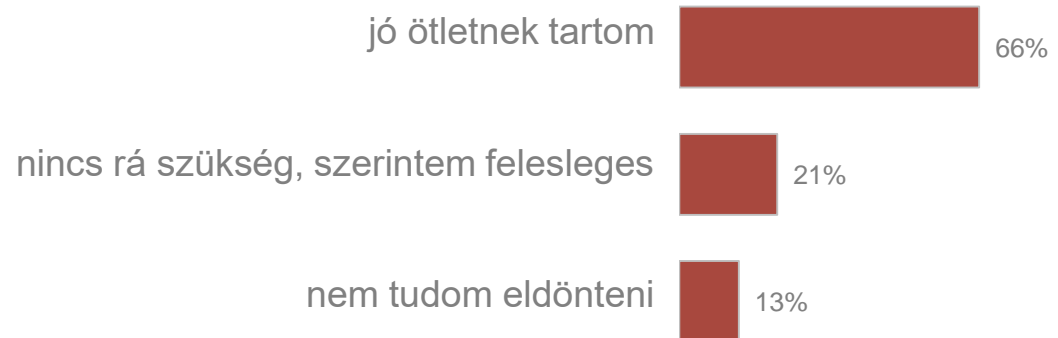 jó ötletnek tartom 66%
nincs rá szükség, szerintem felesleges 21%
nem tudom eldönteni 13%